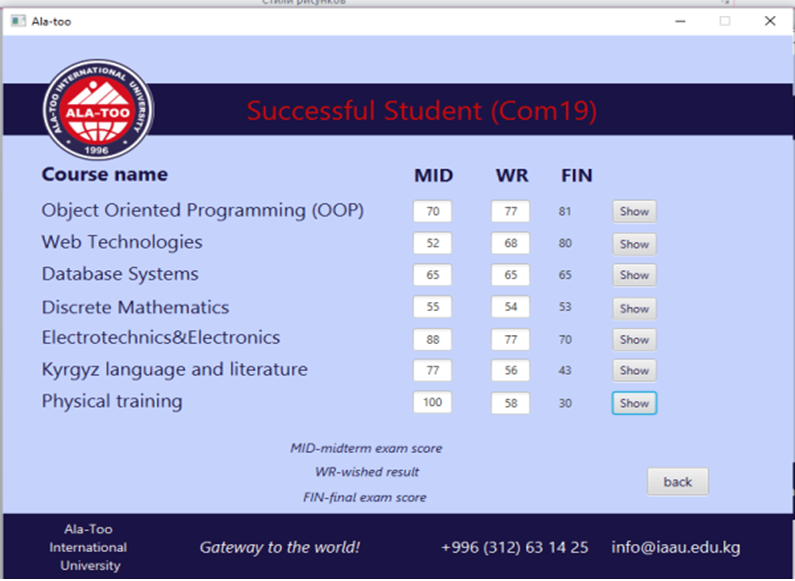 Стили рисунков
Ala-too
ALA-TOO INTERNATIONAL UNIVERSITY
ALA-TOO
1996
Successful Student (Com19)
Course name MID WR FIN
Object Oriented Programming (OOP) 70 77 81 Show
Web Technologies 52 68 80 Show
Database Systems 65 65 65 Show
Discrete Mathematics 55 54 53 Show
Electrotechnics&Electronics 88 77 70 Show
Kyrgyz language and literature 77 56 43 Show
Physical training 100 58 30 Show
MID-midterm exam score
WR-wished result
FIN-final exam score
back
Ala-Too
International
University
Gateway to the world!
+996 (312) 63 14 25
info@iaau.edu.kg